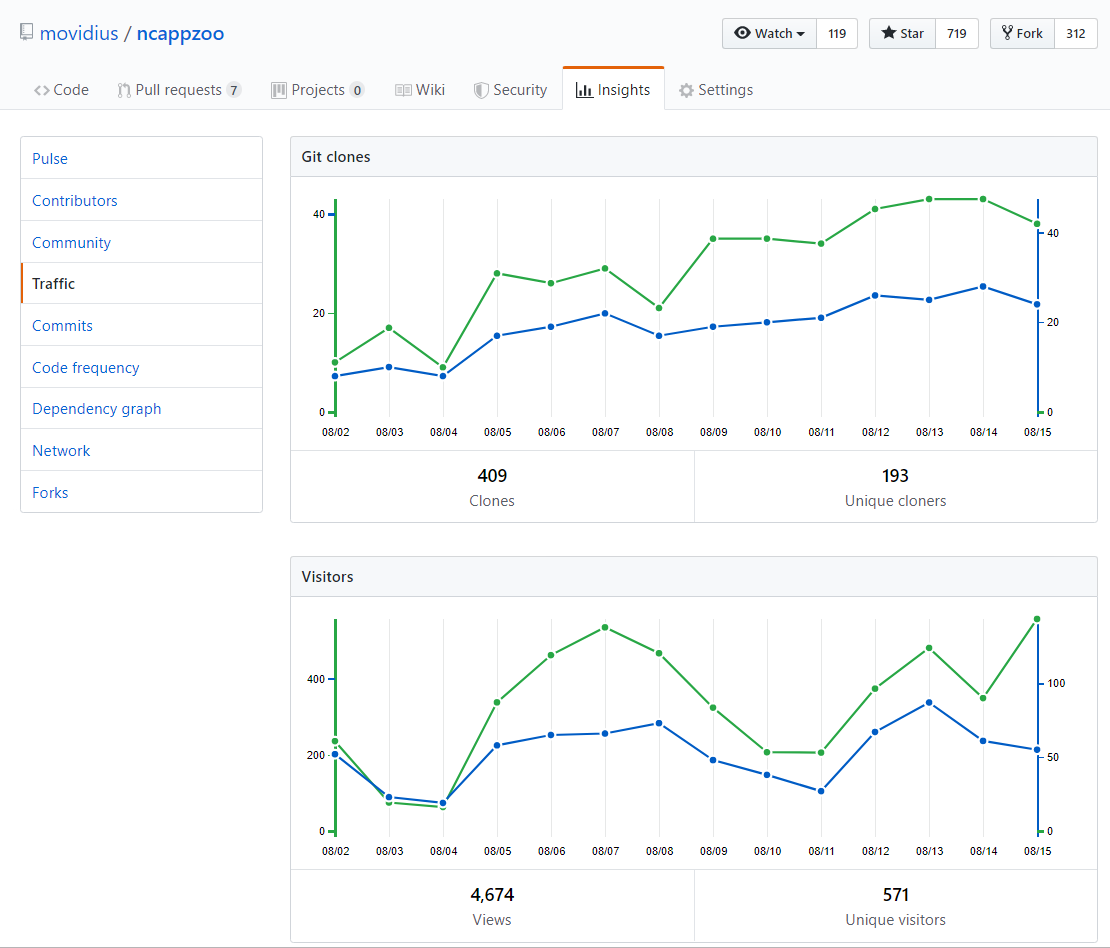 movidius / ncappzoo
Watch 119 Star 719 Fork 312
Code Pull requests 7 Projects 0 Wiki Security Insights Settings
Pulse
Contributors
Community
Traffic
Commits
Code frequency
Dependency graph
Network
Forks
Git clones
40
20
0
40
20
0
08/02 08/03 08/04 08/05 08/06 08/07 08/08 08/09 08/10 08/11 08/12 08/13 08/14 08/15
409
Clones
193
Unique cloners
Visitors
400
200
0
100
50
0
08/02 08/03 08/04 08/05 08/06 08/07 08/08 08/09 08/10 08/11 08/12 08/13 08/14 08/15
4,674
Views
571
Unique visitors